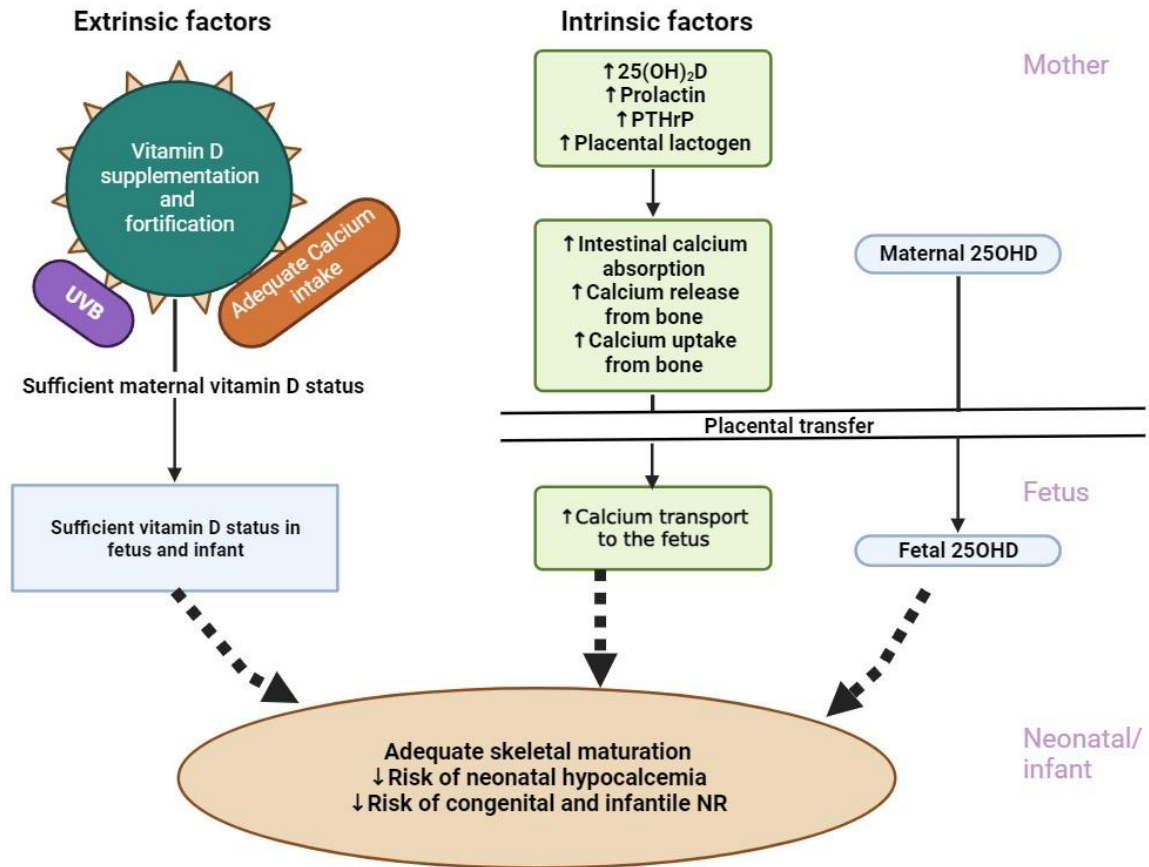 Extrinsic factors
Intrinsic factors
Mother
Vitamin D
supplementation
and
fortification
UVB
Adequate Calcium
intake
Sufficient maternal vitamin D status
Sufficient vitamin D status in
fetus and infant
↑25(OH)₂D
↑Prolactin
↑PTHrP
↑Placental lactogen
↑Intestinal calcium
absorption
↑Calcium release
from bone
↑Calcium uptake
from bone
Maternal 25OHD
Placental transfer
Fetus
↑Calcium transport
to the fetus
Fetal 25OHD
Neonatal/
infant
Adequate skeletal maturation
↓Risk of neonatal hypocalcemia
↓Risk of congenital and infantile NR